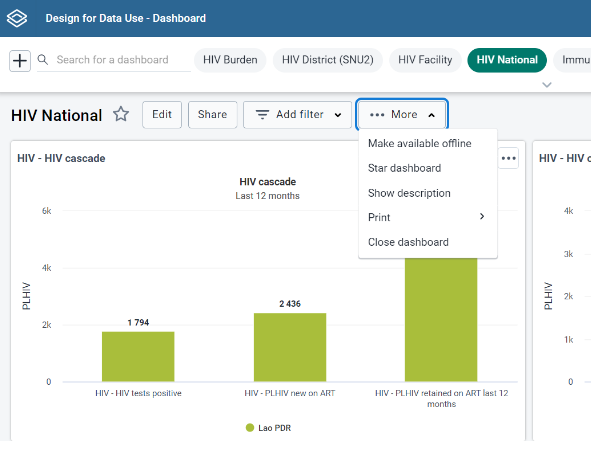 Design for Data Use - Dashboard
Search for a dashboard
HIV Burden
HIV District (SNU2)
HIV Facility
HIV National
Immu
HIV National
Edit
Share
Add filter
More
Make available offline
Star dashboard
Show description
Print
Close dashboard
HIV - HIV cascade
HIV cascade
Last 12 months
PLHIV
6k
4k
2k
0
1 794
2 436
HIV - HIV tests positive
HIV - PLHIV new on ART
HIV - PLHIV retained on ART last 12
months
Lao PDR
HIV - HIV c
PLHIV
4k
3k
2k
1k
0